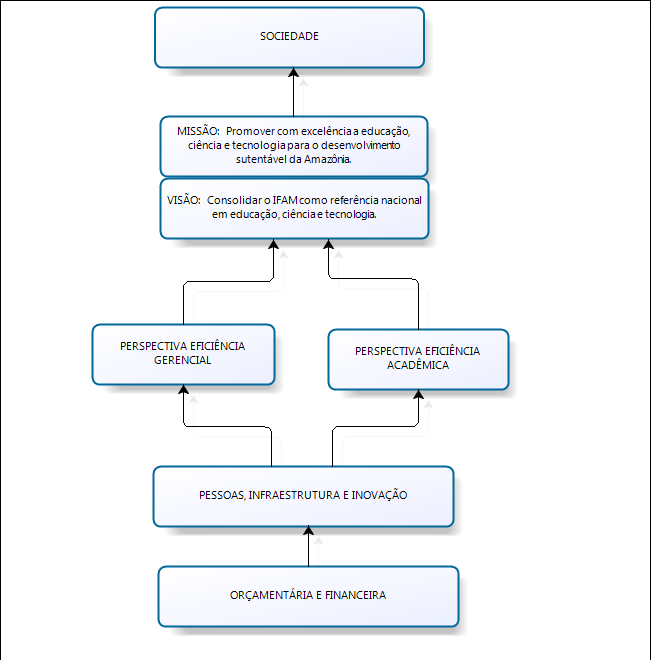 SOCIEDADE
MISSÃO: Promover com excelência a educação,
ciência e tecnologia para o desenvolvimento
sutentável da Amazônia.
VISÃO: Consolidar o IFAM como referência nacional
em educação, ciência e tecnologia.
PERSPECTIVA EFICIÊNCIA
GERENCIAL
PERSPECTIVA EFICIÊNCIA
ACADÊMICA
PESSOAS, INFRAESTRUTURA E INOVAÇÃO
ORÇAMENTÁRIA E FINANCEIRA